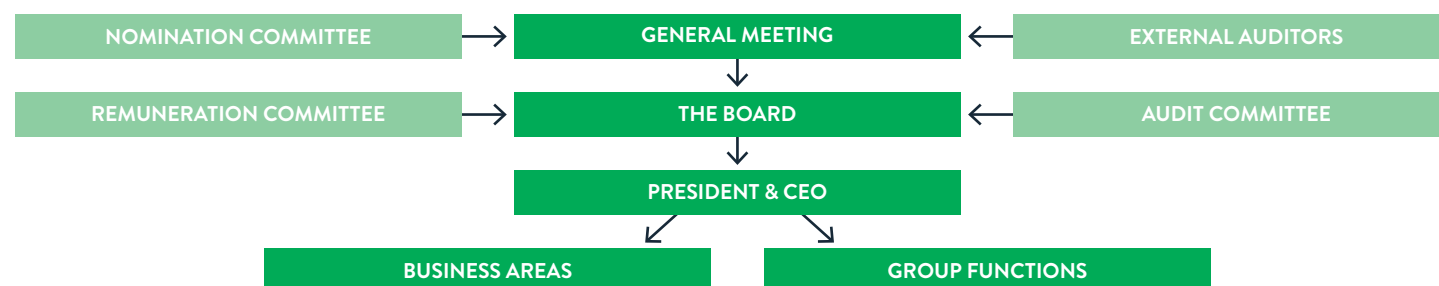 NOMINATION COMMITTEE
GENERAL MEETING
EXTERNAL AUDITORS
REMUNERATION COMMITTEE
THE BOARD
AUDIT COMMITTEE
PRESIDENT & CEO
BUSINESS AREAS
GROUP FUNCTIONS